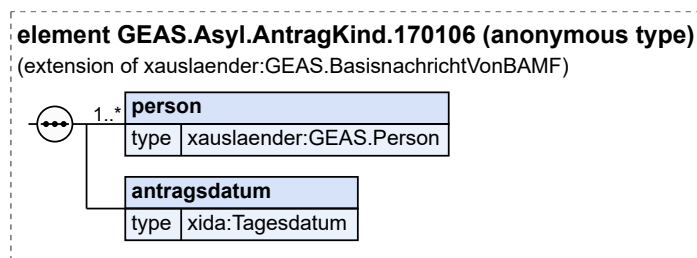 element GEAS.Asyl.AntragKind.170106 (anonymous type)
(extension of xauslaender:GEAS.BasisnachrichtVonBAMF)
1..* person
type xauslaender:GEAS.Person
antragsdatum
type xida:Tagesdatum